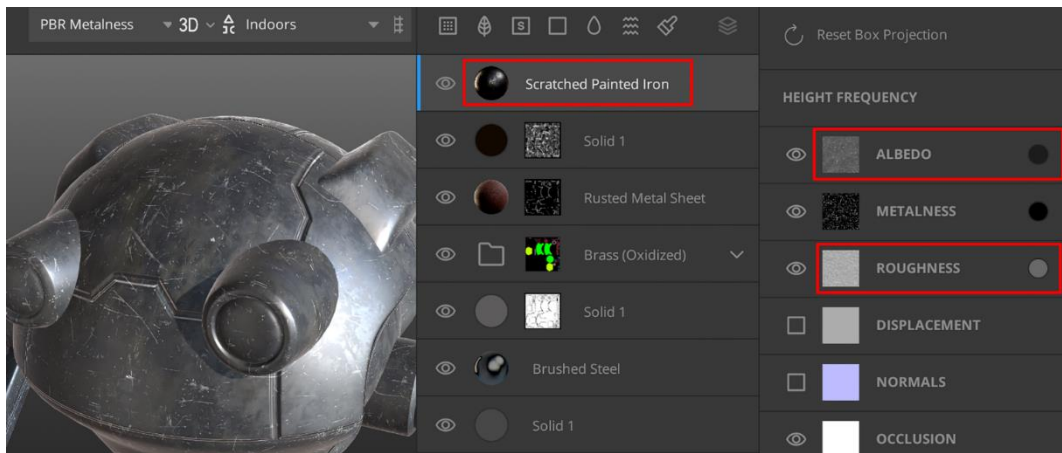 PBR Metalness 3D Indoors
S
Scratched Painted Iron
Solid 1
Rusted Metal Sheet
Brass (Oxidized)
Solid 1
Brushed Steel
Solid 1
Reset Box Projection
HEIGHT FREQUENCY
ALBEDO
METALNESS
ROUGHNESS
DISPLACEMENT
NORMALS
OCCLUSION